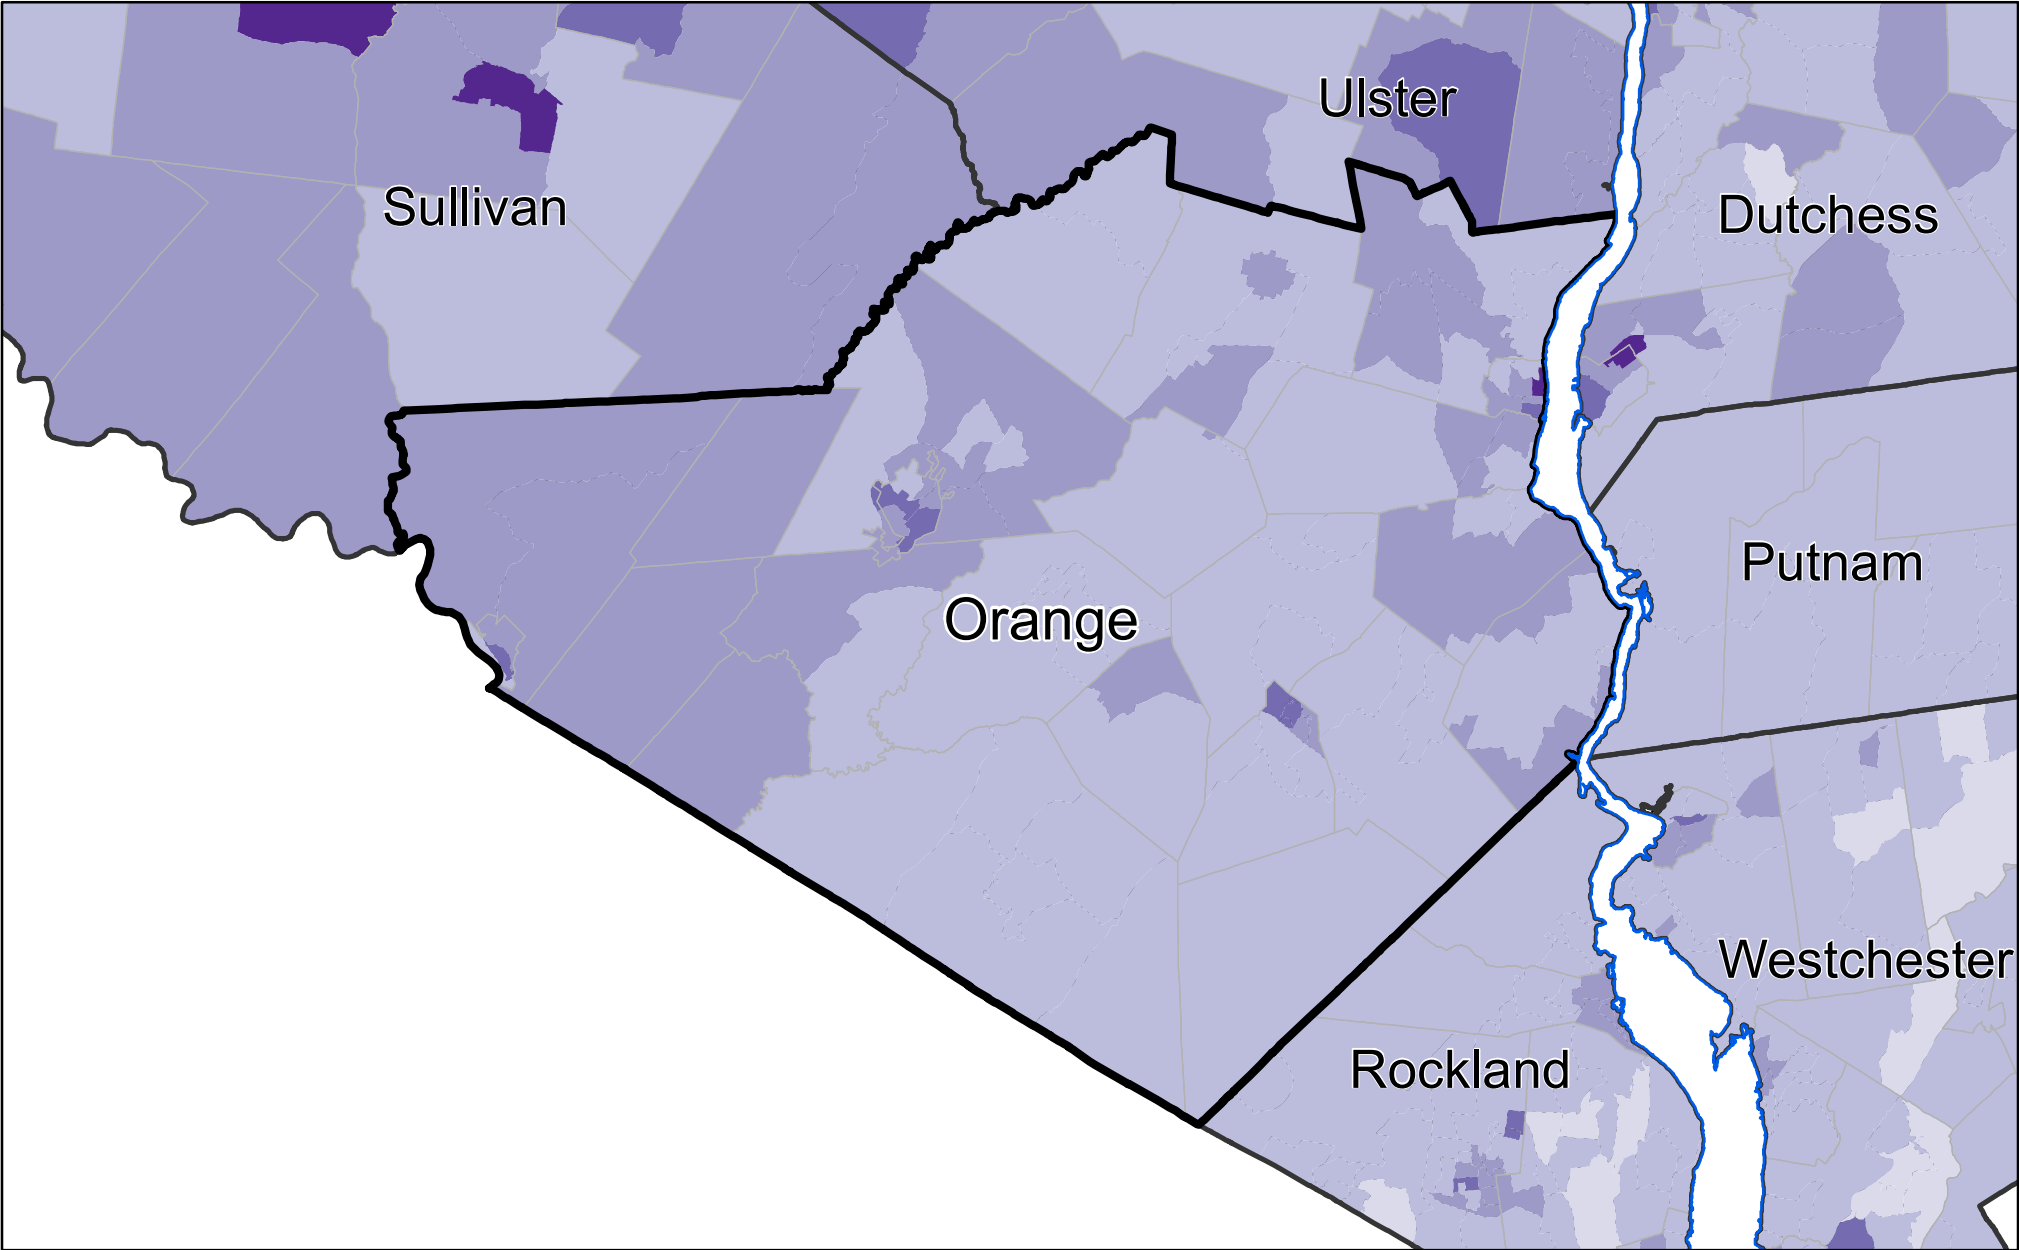 Ulster
Sullivan
Dutchess
Putnam
Orange
Westchester
Rockland